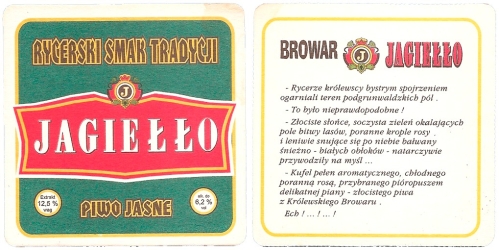 RYCERSKI SMAK TRADYCJI
J
JAGIEŁŁO
Extrakt
12,5 %
wag
alk. do
6,2 %
vol
PIWO JASNE
BROWAR J JAGIEŁŁO
- Rycerze królewscy bystrym spojrzeniem
ogarniali teren podgrunwaldzkich pól .
- To było nieprawdopodobne !
- Złociste słońce, soczysta zieleń okalających
pole bitwy lasów, poranne krople rosy
i leniwie snujące się po niebie bałwany
śnieżno - białych obłoków - natarczywie
przywodziły na myśl ...
- Kufel pełen aromatycznego, chłodnego
poranną rosą, przybranego pióropuszem
delikatnej piany - złocistego piwa
z Królewskiego Browaru .
Ech ! ... ! ... !